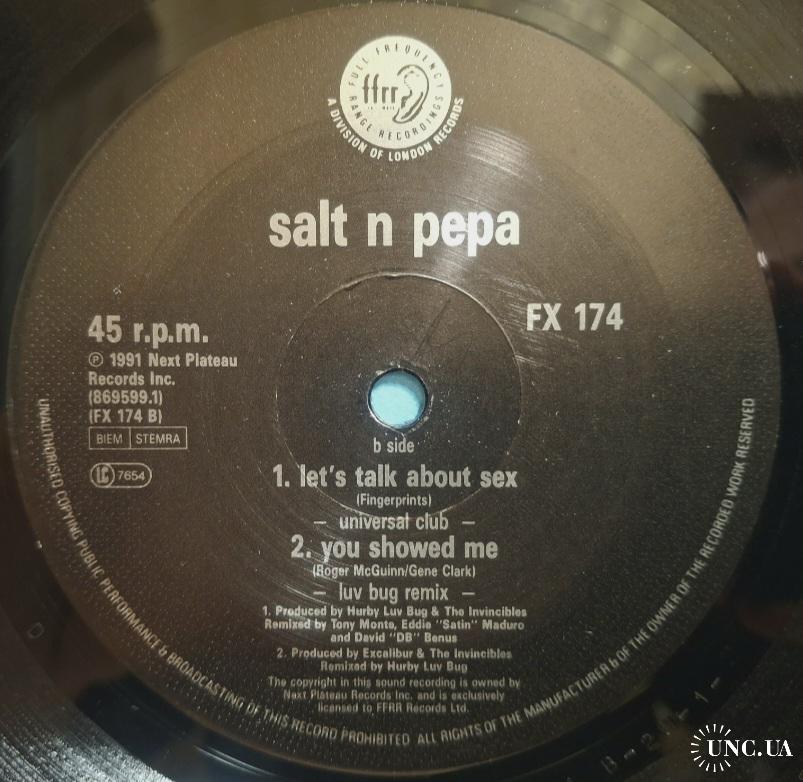 FULL FREQUENCY
ffrr
RANGE RECORDINGS
A DIVISION OF LONDON RECORDS
salt n pepa
45 r.p.m.
℗ 1991 Next Plateau
Records Inc.
(869599.1)
(FX 174 B)
BIEM STEMRA
LC 7654
FX 174
b side
1. let's talk about sex
(Fingerprints)
– universal club –
2. you showed me
(Roger McGuinn/Gene Clark)
– luv bug remix –
1. Produced by Hurby Luv Bug & The Invincibles
Remixed by Tony Monte, Eddie "Satin" Maduro
and David "DB" Benus
2. Produced by Excalibur & The Invincibles
Remixed by Hurby Luv Bug
The copyright in this sound recording is owned by
Next Plateau Records Inc. and is exclusively
licensed to FFRR Records Ltd.
UNAUTHORISED COPYING PUBLIC PERFORMANCE & BROADCASTING OF THIS RECORD PROHIBITED ALL RIGHTS OF THE MANUFACTURER & OF THE OWNER OF THE RECORDED WORK RESERVED
UNC.UA